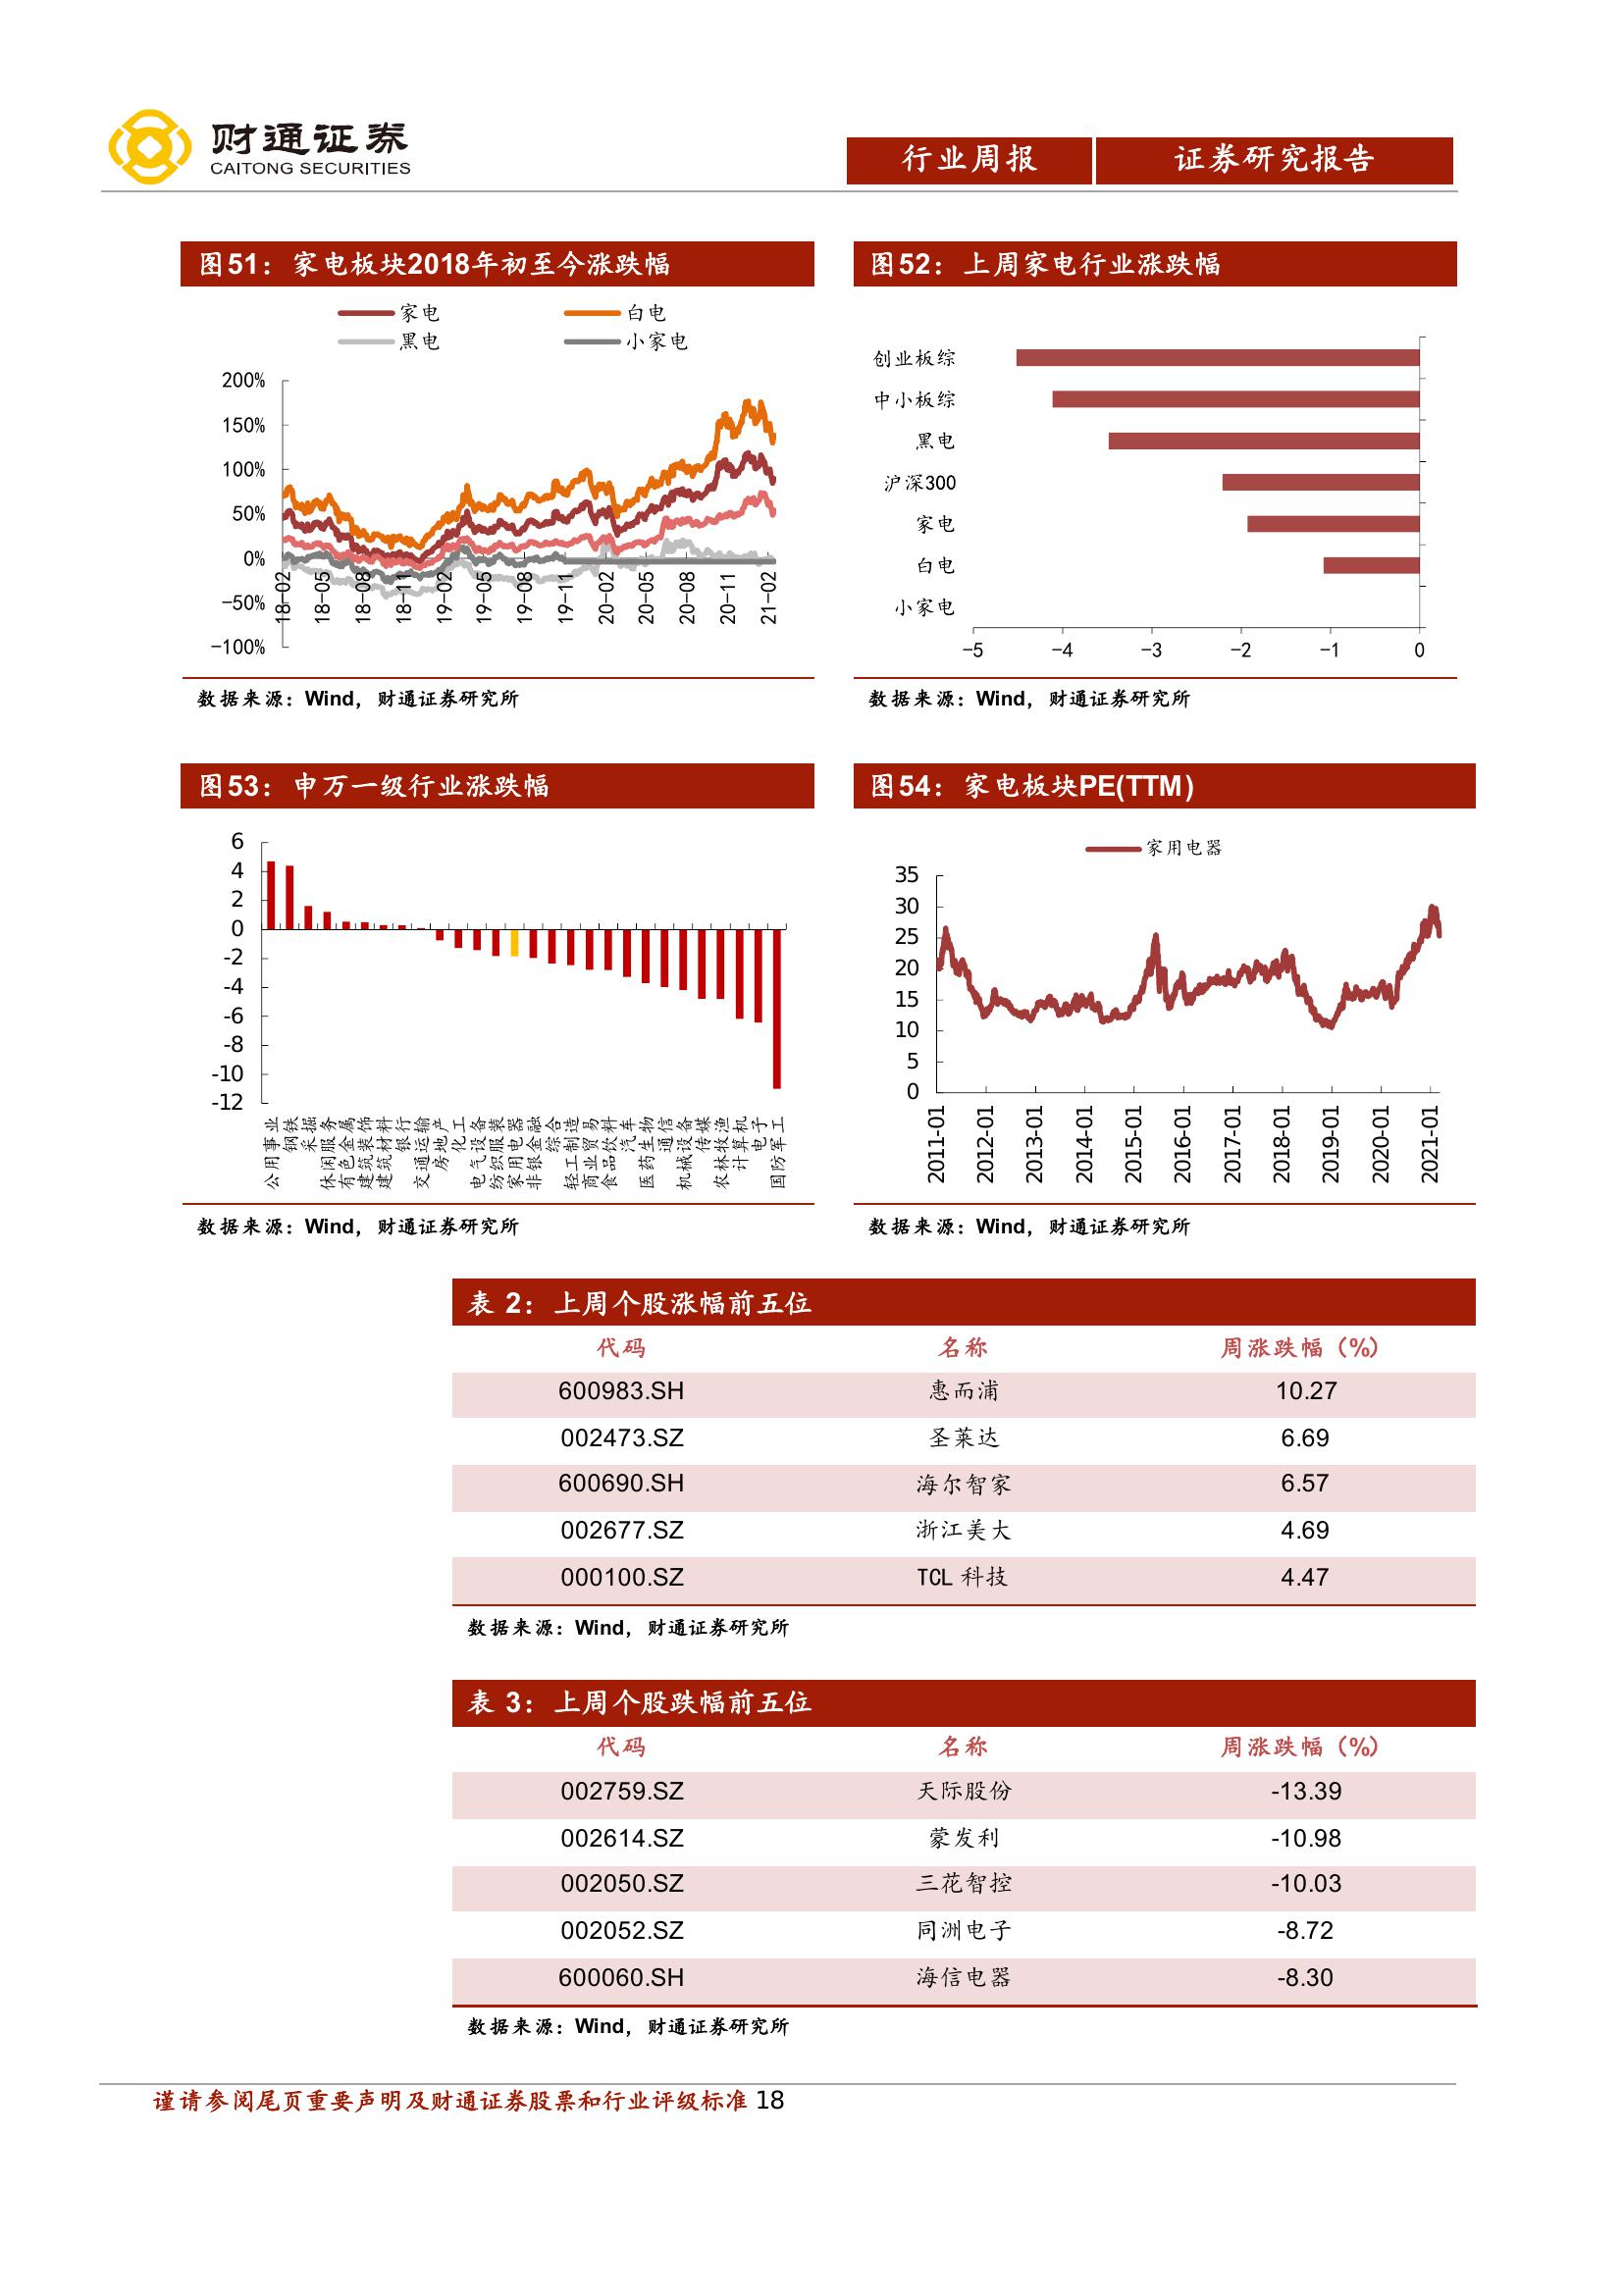 财通证券
CAITONG SECURITIES
行业周报 证券研究报告
图51：家电板块2018年初至今涨跌幅
家电 白电
黑电 小家电
200%
150%
100%
50%
0%
-50%
-100%
18-02 18-05 18-08 18-11 19-02 19-05 19-08 19-11 20-02 20-05 20-08 20-11 21-02
数据来源：Wind，财通证券研究所
图52：上周家电行业涨跌幅
创业板综
中小板综
黑电
沪深300
家电
白电
小家电
-5 -4 -3 -2 -1 0
数据来源：Wind，财通证券研究所
图53：申万一级行业涨跌幅
6
4
2
0
-2
-4
-6
-8
-10
-12
公用事业 钢铁 采掘 休闲服务 有色金属 建筑装饰 建筑材料 银行 交通运输 房地产 化工 电气设备 纺织服装 家用电器 非银金融 综合 轻工制造 商业贸易 食品饮料 汽车 医药生物 通信 机械设备 传媒 农林牧渔 计算机 电子 国防军工
数据来源：Wind，财通证券研究所
图54：家电板块PE(TTM)
家用电器
35
30
25
20
15
10
5
0
2011-01 2012-01 2013-01 2014-01 2015-01 2016-01 2017-01 2018-01 2019-01 2020-01 2021-01
数据来源：Wind，财通证券研究所
表 2：上周个股涨幅前五位
代码 名称 周涨跌幅（%）
600983.SH 惠而浦 10.27
002473.SZ 圣莱达 6.69
600690.SH 海尔智家 6.57
002677.SZ 浙江美大 4.69
000100.SZ TCL 科技 4.47
数据来源：Wind，财通证券研究所
表 3：上周个股跌幅前五位
代码 名称 周涨跌幅（%）
002759.SZ 天际股份 -13.39
002614.SZ 蒙发利 -10.98
002050.SZ 三花智控 -10.03
002052.SZ 同洲电子 -8.72
600060.SH 海信电器 -8.30
数据来源：Wind，财通证券研究所
谨请参阅尾页重要声明及财通证券股票和行业评级标准 18